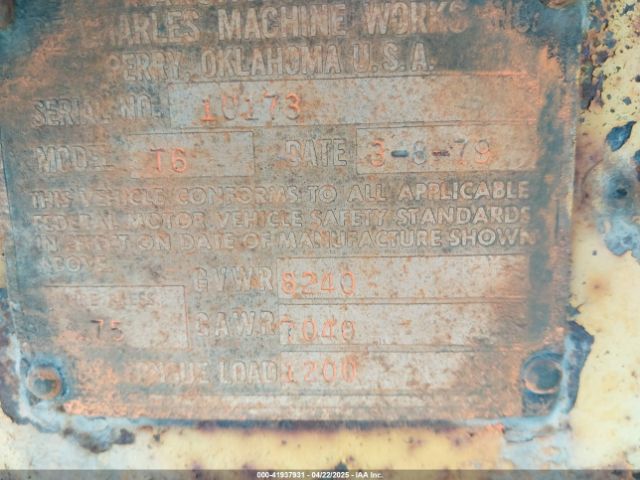 CHARLES MACHINE WORKS INC.
PERRY, OKLAHOMA U.S.A.
SERIAL NO. 10173
MODEL T6 DATE 3-8-79
THIS VEHICLE CONFORMS TO ALL APPLICABLE
FEDERAL MOTOR VEHICLE SAFETY STANDARDS
IN EFFECT ON DATE OF MANUFACTURE SHOWN
ABOVE
GVWR 8240
75 GAWR 7040
TONGUE LOAD 1200
000-41937931 - 04/22/2025 - IAA Inc.